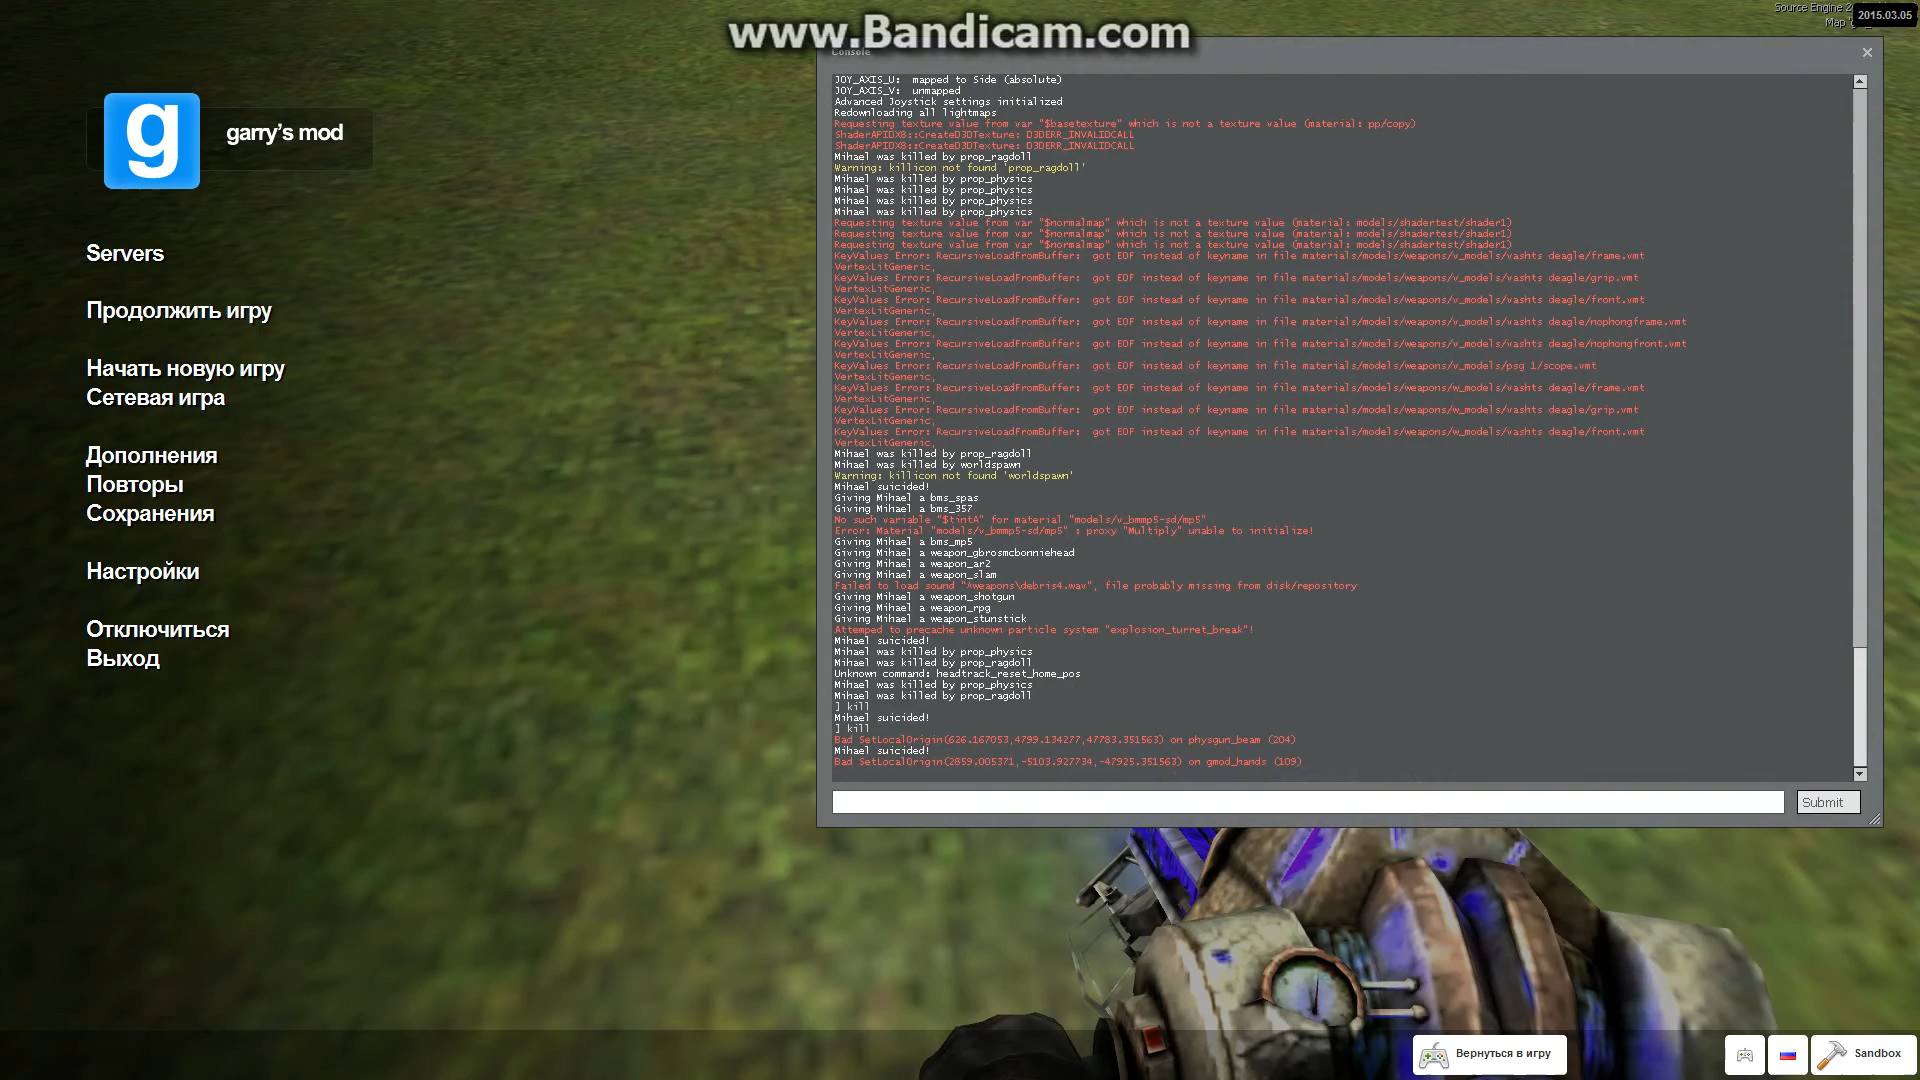 www.Bandicam.com
Source Engine 2
2015.03.05
Map
Console
g
garry's mod
Servers
Продолжить игру
Начать новую игру
Сетевая игра
Дополнения
Повторы
Сохранения
Настройки
Отключиться
Выход
JOY_AXIS_U:  mapped to Side (absolute)
JOY_AXIS_V:  unmapped
Advanced Joystick settings initialized
Redownloading all lightmaps
Requesting texture value from var "$basetexture" which is not a texture value (material: pp/copy)
ShaderAPIDX8::CreateD3DTexture: D3DERR_INVALIDCALL
ShaderAPIDX8::CreateD3DTexture: D3DERR_INVALIDCALL
Mihael was killed by prop_ragdoll
Warning: killicon not found 'prop_ragdoll'
Mihael was killed by prop_physics
Mihael was killed by prop_physics
Mihael was killed by prop_physics
Mihael was killed by prop_physics
Requesting texture value from var "$normalmap" which is not a texture value (material: models/shadertest/shader1)
Requesting texture value from var "$normalmap" which is not a texture value (material: models/shadertest/shader1)
Requesting texture value from var "$normalmap" which is not a texture value (material: models/shadertest/shader1)
KeyValues Error: RecursiveLoadFromBuffer:  got EOF instead of keyname in file materials/models/weapons/v_models/vashts deagle/frame.vmt
VertexLitGeneric,
KeyValues Error: RecursiveLoadFromBuffer:  got EOF instead of keyname in file materials/models/weapons/v_models/vashts deagle/grip.vmt
VertexLitGeneric,
KeyValues Error: RecursiveLoadFromBuffer:  got EOF instead of keyname in file materials/models/weapons/v_models/vashts deagle/front.vmt
VertexLitGeneric,
KeyValues Error: RecursiveLoadFromBuffer:  got EOF instead of keyname in file materials/models/weapons/v_models/vashts deagle/nophongframe.vmt
VertexLitGeneric,
KeyValues Error: RecursiveLoadFromBuffer:  got EOF instead of keyname in file materials/models/weapons/v_models/vashts deagle/nophongfront.vmt
VertexLitGeneric,
KeyValues Error: RecursiveLoadFromBuffer:  got EOF instead of keyname in file materials/models/weapons/v_models/psg 1/scope.vmt
VertexLitGeneric,
KeyValues Error: RecursiveLoadFromBuffer:  got EOF instead of keyname in file materials/models/weapons/w_models/vashts deagle/frame.vmt
VertexLitGeneric,
KeyValues Error: RecursiveLoadFromBuffer:  got EOF instead of keyname in file materials/models/weapons/w_models/vashts deagle/grip.vmt
VertexLitGeneric,
KeyValues Error: RecursiveLoadFromBuffer:  got EOF instead of keyname in file materials/models/weapons/w_models/vashts deagle/front.vmt
VertexLitGeneric,
Mihael was killed by prop_ragdoll
Mihael was killed by worldspawn
Warning: killicon not found 'worldspawn'
Mihael suicided!
Giving Mihael a bms_spas
Giving Mihael a bms_357
No such variable "$tintA" for material "models/v_bmmp5-sd/mp5"
Error: Material "models/v_bmmp5-sd/mp5" : proxy "Multiply" unable to initialize!
Giving Mihael a bms_mp5
Giving Mihael a weapon_gbrosmcbonniehead
Giving Mihael a weapon_ar2
Giving Mihael a weapon_slam
Failed to load sound "^weapons\debris4.wav", file probably missing from disk/repository
Giving Mihael a weapon_shotgun
Giving Mihael a weapon_rpg
Giving Mihael a weapon_stunstick
Attemped to precache unknown particle system "explosion_turret_break"!
Mihael suicided!
Mihael was killed by prop_physics
Mihael was killed by prop_ragdoll
Unknown command: headtrack_reset_home_pos
Mihael was killed by prop_physics
Mihael was killed by prop_ragdoll
] kill
Mihael suicided!
] kill
Bad SetLocalOrigin(626.167053,4799.134277,47783.351563) on physgun_beam (204)
Mihael suicided!
Bad SetLocalOrigin(2859.005371,-5103.927734,-47925.351563) on gmod_hands (109)
Submit
Вернуться в игру
Sandbox